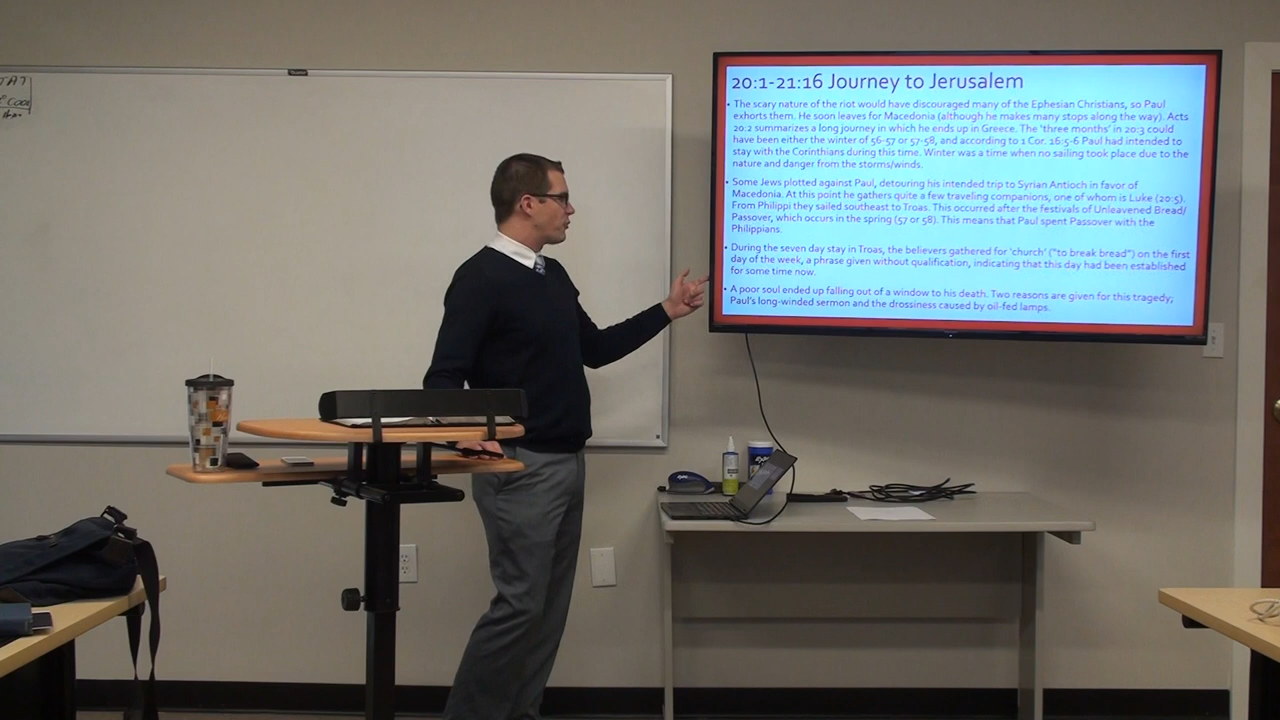 20:1-21:16 Journey to Jerusalem
• The scary nature of the riot would have discouraged many of the Ephesian Christians, so Paul
exhorts them. He soon leaves for Macedonia (although he makes many stops along the way). Acts
20:2 summarizes a long journey in which he ends up in Greece. The 'three months' in 20:3 could
have been either the winter of 56-57 or 57-58, and according to 1 Cor. 16:5-6 Paul had intended to
stay with the Corinthians during this time. Winter was a time when no sailing took place due to the
nature and danger from the storms/winds.
• Some Jews plotted against Paul, detouring his intended trip to Syrian Antioch in favor of
Macedonia. At this point he gathers quite a few traveling companions, one of whom is Luke (20:5).
From Philippi they sailed southeast to Troas. This occurred after the festivals of Unleavened Bread/
Passover, which occurs in the spring (57 or 58). This means that Paul spent Passover with the
Philippians.
• During the seven day stay in Troas, the believers gathered for 'church' ("to break bread") on the first
day of the week, a phrase given without qualification, indicating that this day had been established
for some time now.
• A poor soul ended up falling out of a window to his death. Two reasons are given for this tragedy;
Paul's long-winded sermon and the drossiness caused by oil-fed lamps.